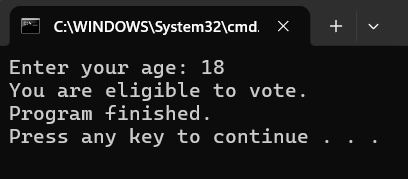 C:\WINDOWS\System32\cmd.
Enter your age: 18
You are eligible to vote.
Program finished.
Press any key to continue . . .